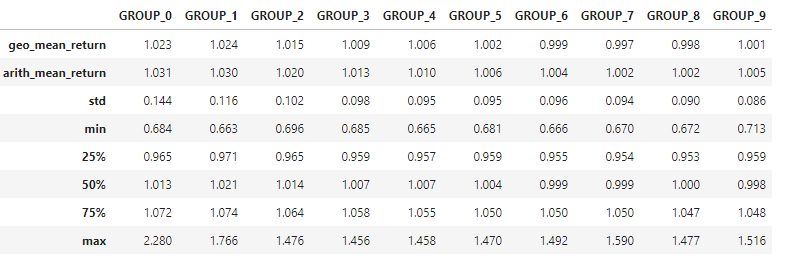 GROUP_0 GROUP_1 GROUP_2 GROUP_3 GROUP_4 GROUP_5 GROUP_6 GROUP_7 GROUP_8 GROUP_9
geo_mean_return 1.023 1.024 1.015 1.009 1.006 1.002 0.999 0.997 0.998 1.001
arith_mean_return 1.031 1.030 1.020 1.013 1.010 1.006 1.004 1.002 1.002 1.005
std 0.144 0.116 0.102 0.098 0.095 0.095 0.096 0.094 0.090 0.086
min 0.684 0.663 0.696 0.685 0.665 0.681 0.666 0.670 0.672 0.713
25% 0.965 0.971 0.965 0.959 0.957 0.959 0.955 0.954 0.953 0.959
50% 1.013 1.021 1.014 1.007 1.007 1.004 0.999 0.999 1.000 0.998
75% 1.072 1.074 1.064 1.058 1.055 1.050 1.050 1.050 1.047 1.048
max 2.280 1.766 1.476 1.456 1.458 1.470 1.492 1.590 1.477 1.516